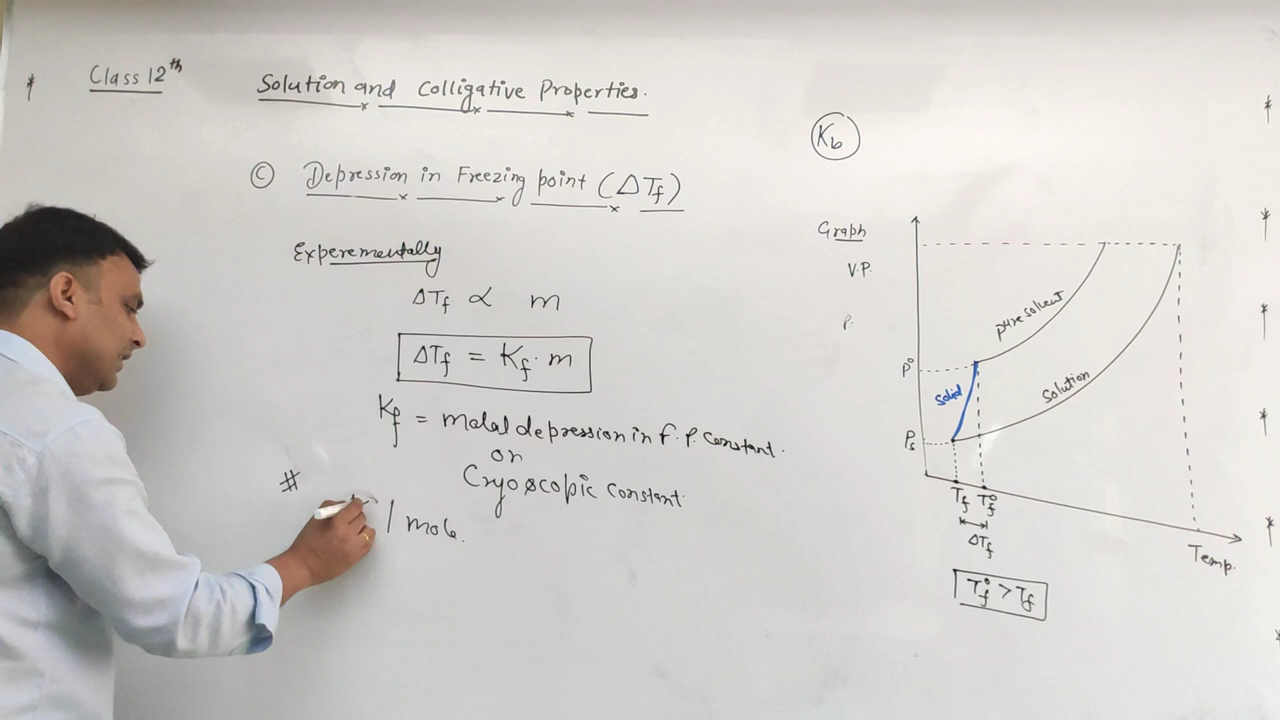 Class 12th
Solution and Colligative Properties.
© Depression in Freezing point (ΔTf)
Experementally
ΔTf ∝ m
ΔTf = Kf · m
Kf = molal depression in f. p. Constant.
or
Cryoscopic Constant.
#
1 mole.
Kb
Graph
V.P.
P.
pure solvent
solution
solid
P°
Ps
Tf Tf°
ΔTf
Temp.
Tf° > Tf